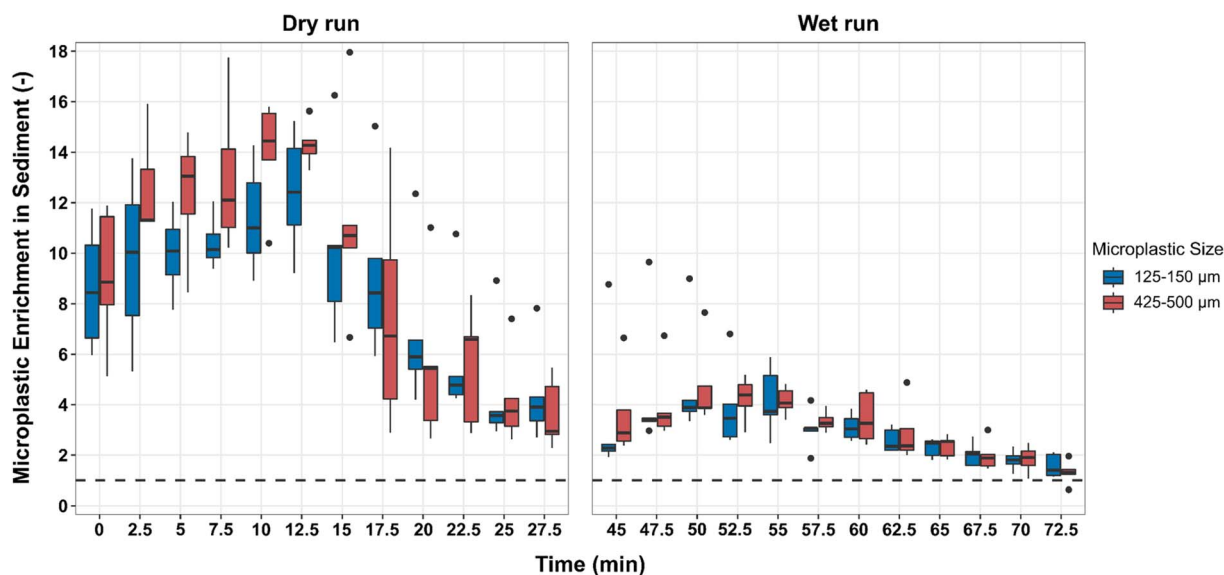 Dry run
Wet run
Microplastic Enrichment in Sediment (-)
18
16
14
12
10
8
6
4
2
0
0 2.5 5 7.5 10 12.5 15 17.5 20 22.5 25 27.5
45 47.5 50 52.5 55 57.5 60 62.5 65 67.5 70 72.5
Time (min)
Microplastic Size
125-150 µm
425-500 µm